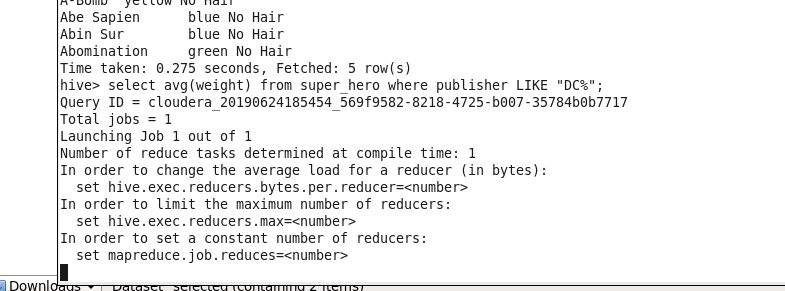 A-Bomb yellow No Hair
Abe Sapien blue No Hair
Abin Sur blue No Hair
Abomination green No Hair
Time taken: 0.275 seconds, Fetched: 5 row(s)
hive> select avg(weight) from super_hero where publisher LIKE "DC%";
Query ID = cloudera_20190624185454_569f9582-8218-4725-b007-35784b0b7717
Total jobs = 1
Launching Job 1 out of 1
Number of reduce tasks determined at compile time: 1
In order to change the average load for a reducer (in bytes):
  set hive.exec.reducers.bytes.per.reducer=<number>
In order to limit the maximum number of reducers:
  set hive.exec.reducers.max=<number>
In order to set a constant number of reducers:
  set mapreduce.job.reduces=<number>
Downloads "Dataset" selected (containing 2 items)